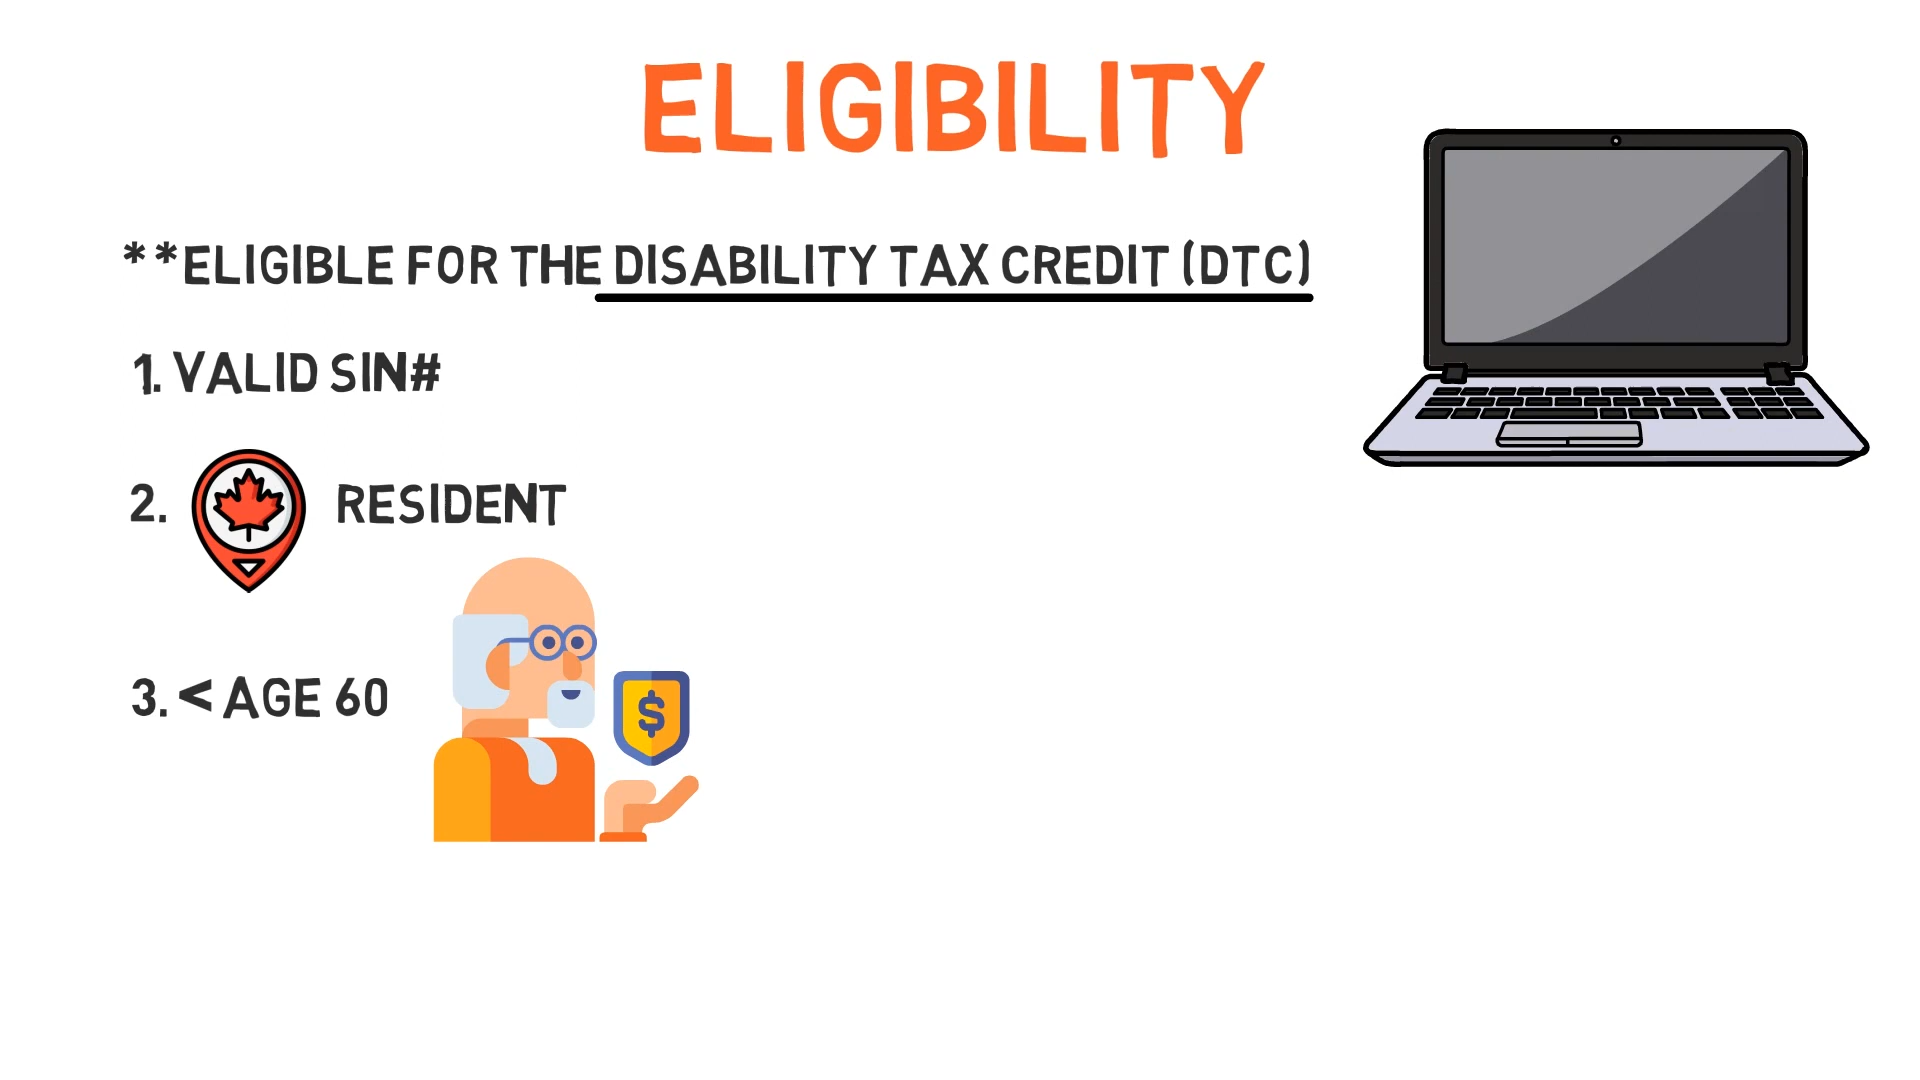 ELIGIBILITY
**ELIGIBLE FOR THE DISABILITY TAX CREDIT (DTC)
1. VALID SIN#
2. RESIDENT
3. < AGE 60
$